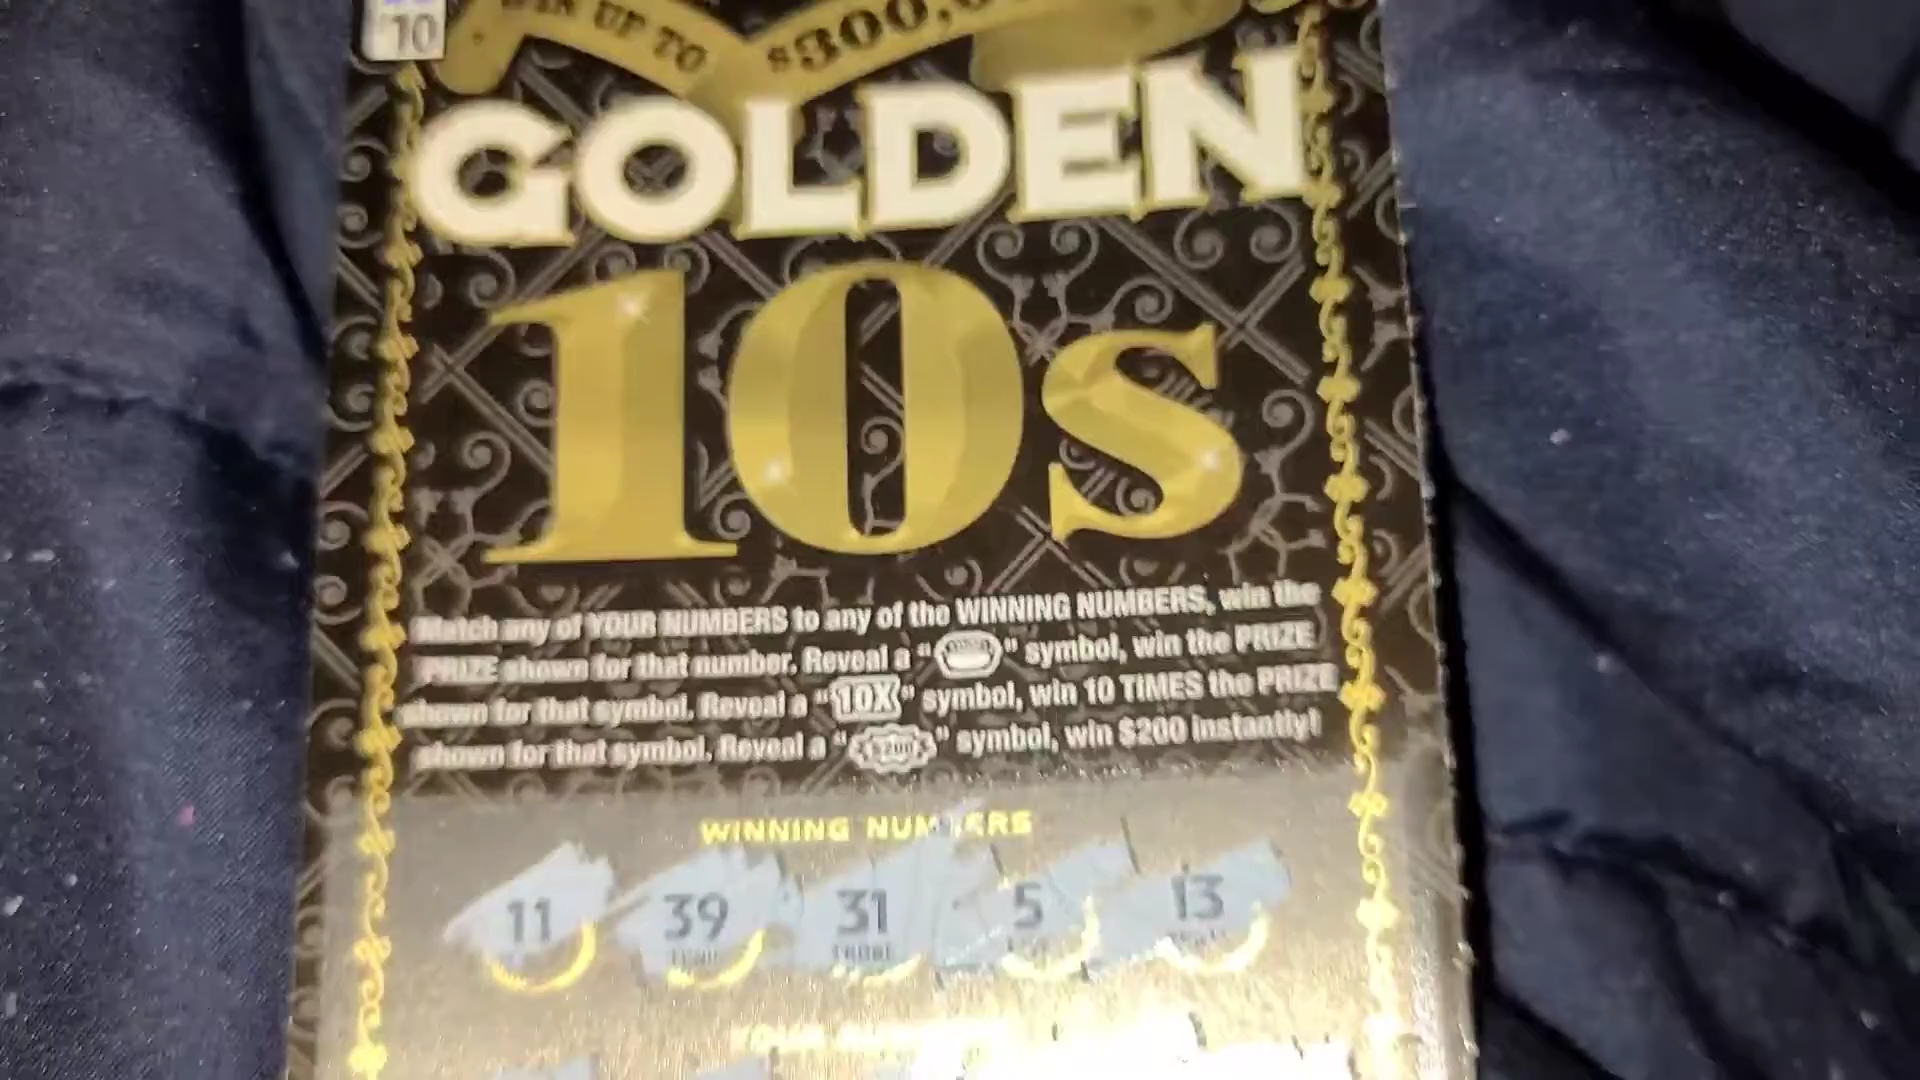 10
WIN UP TO $300,0
GOLDEN
10s
Match any of YOUR NUMBERS to any of the WINNING NUMBERS, win the
PRIZE shown for that number. Reveal a " " symbol, win the PRIZE
shown for that symbol. Reveal a "10X" symbol, win 10 TIMES the PRIZE
shown for that symbol. Reveal a "$200" symbol, win $200 instantly!
WINNING NUMBERS
11 39 31 5 13